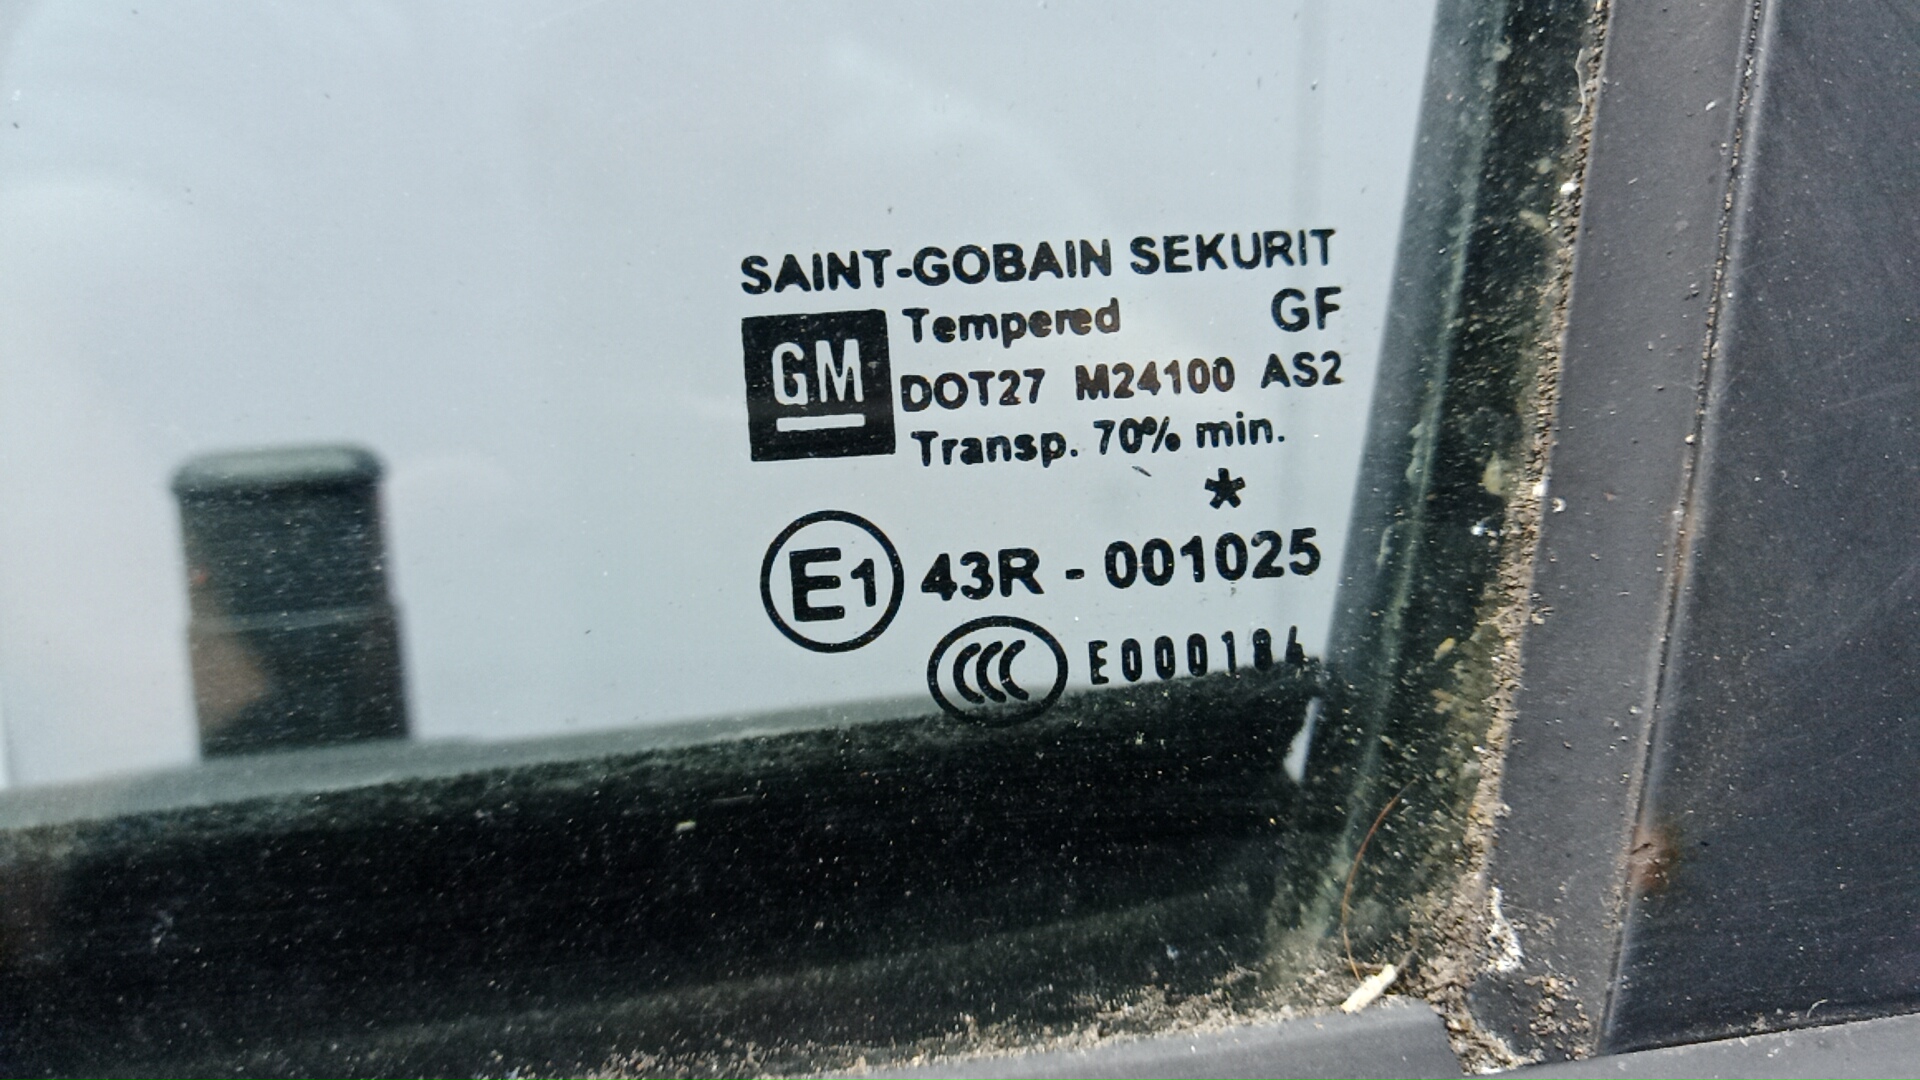 SAINT-GOBAIN SEKURIT
GM Tempered GF
DOT27 M24100 AS2
Transp. 70% min.
*
E1 43R - 001025
CCC E000184